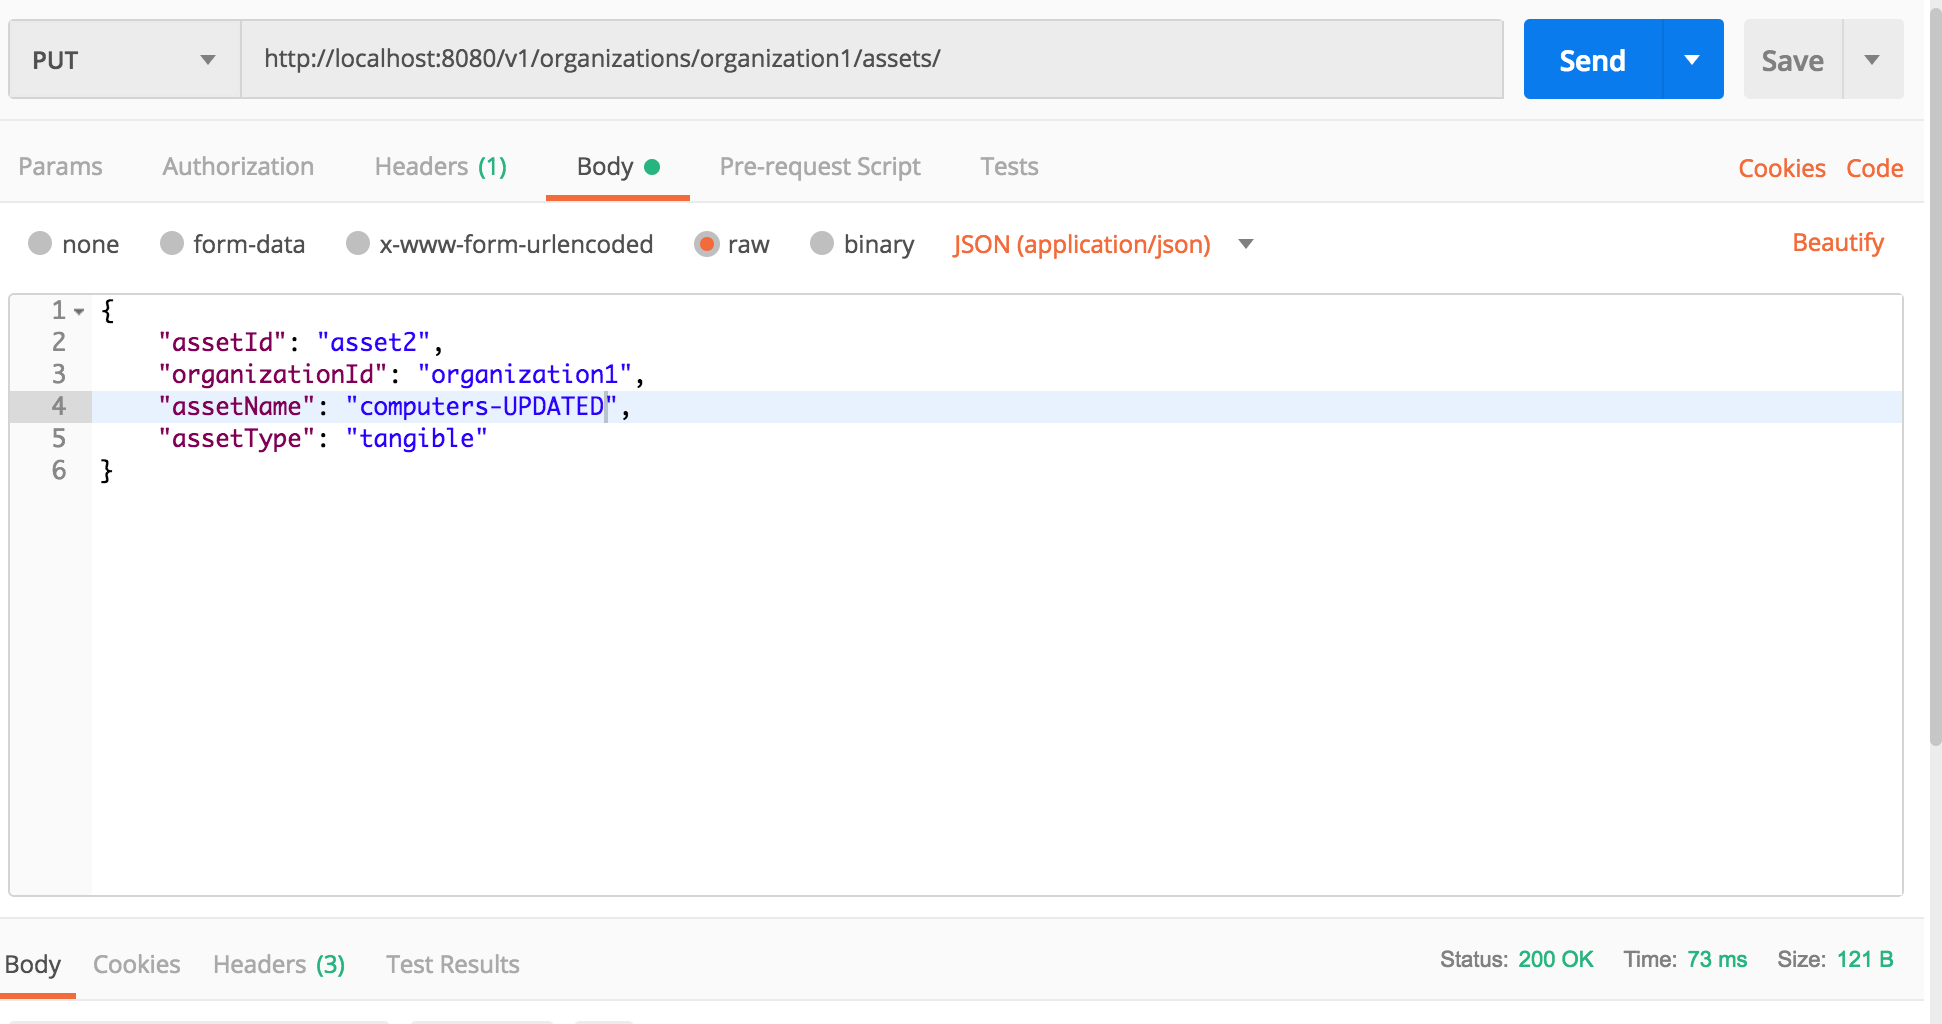 PUT http://localhost:8080/v1/organizations/organization1/assets/ Send Save
Params Authorization Headers (1) Body Pre-request Script Tests Cookies Code
none form-data x-www-form-urlencoded raw binary JSON (application/json) Beautify
1 {
2 "assetId": "asset2",
3 "organizationId": "organization1",
4 "assetName": "computers-UPDATED",
5 "assetType": "tangible"
6 }
Body Cookies Headers (3) Test Results Status: 200 OK Time: 73 ms Size: 121 B